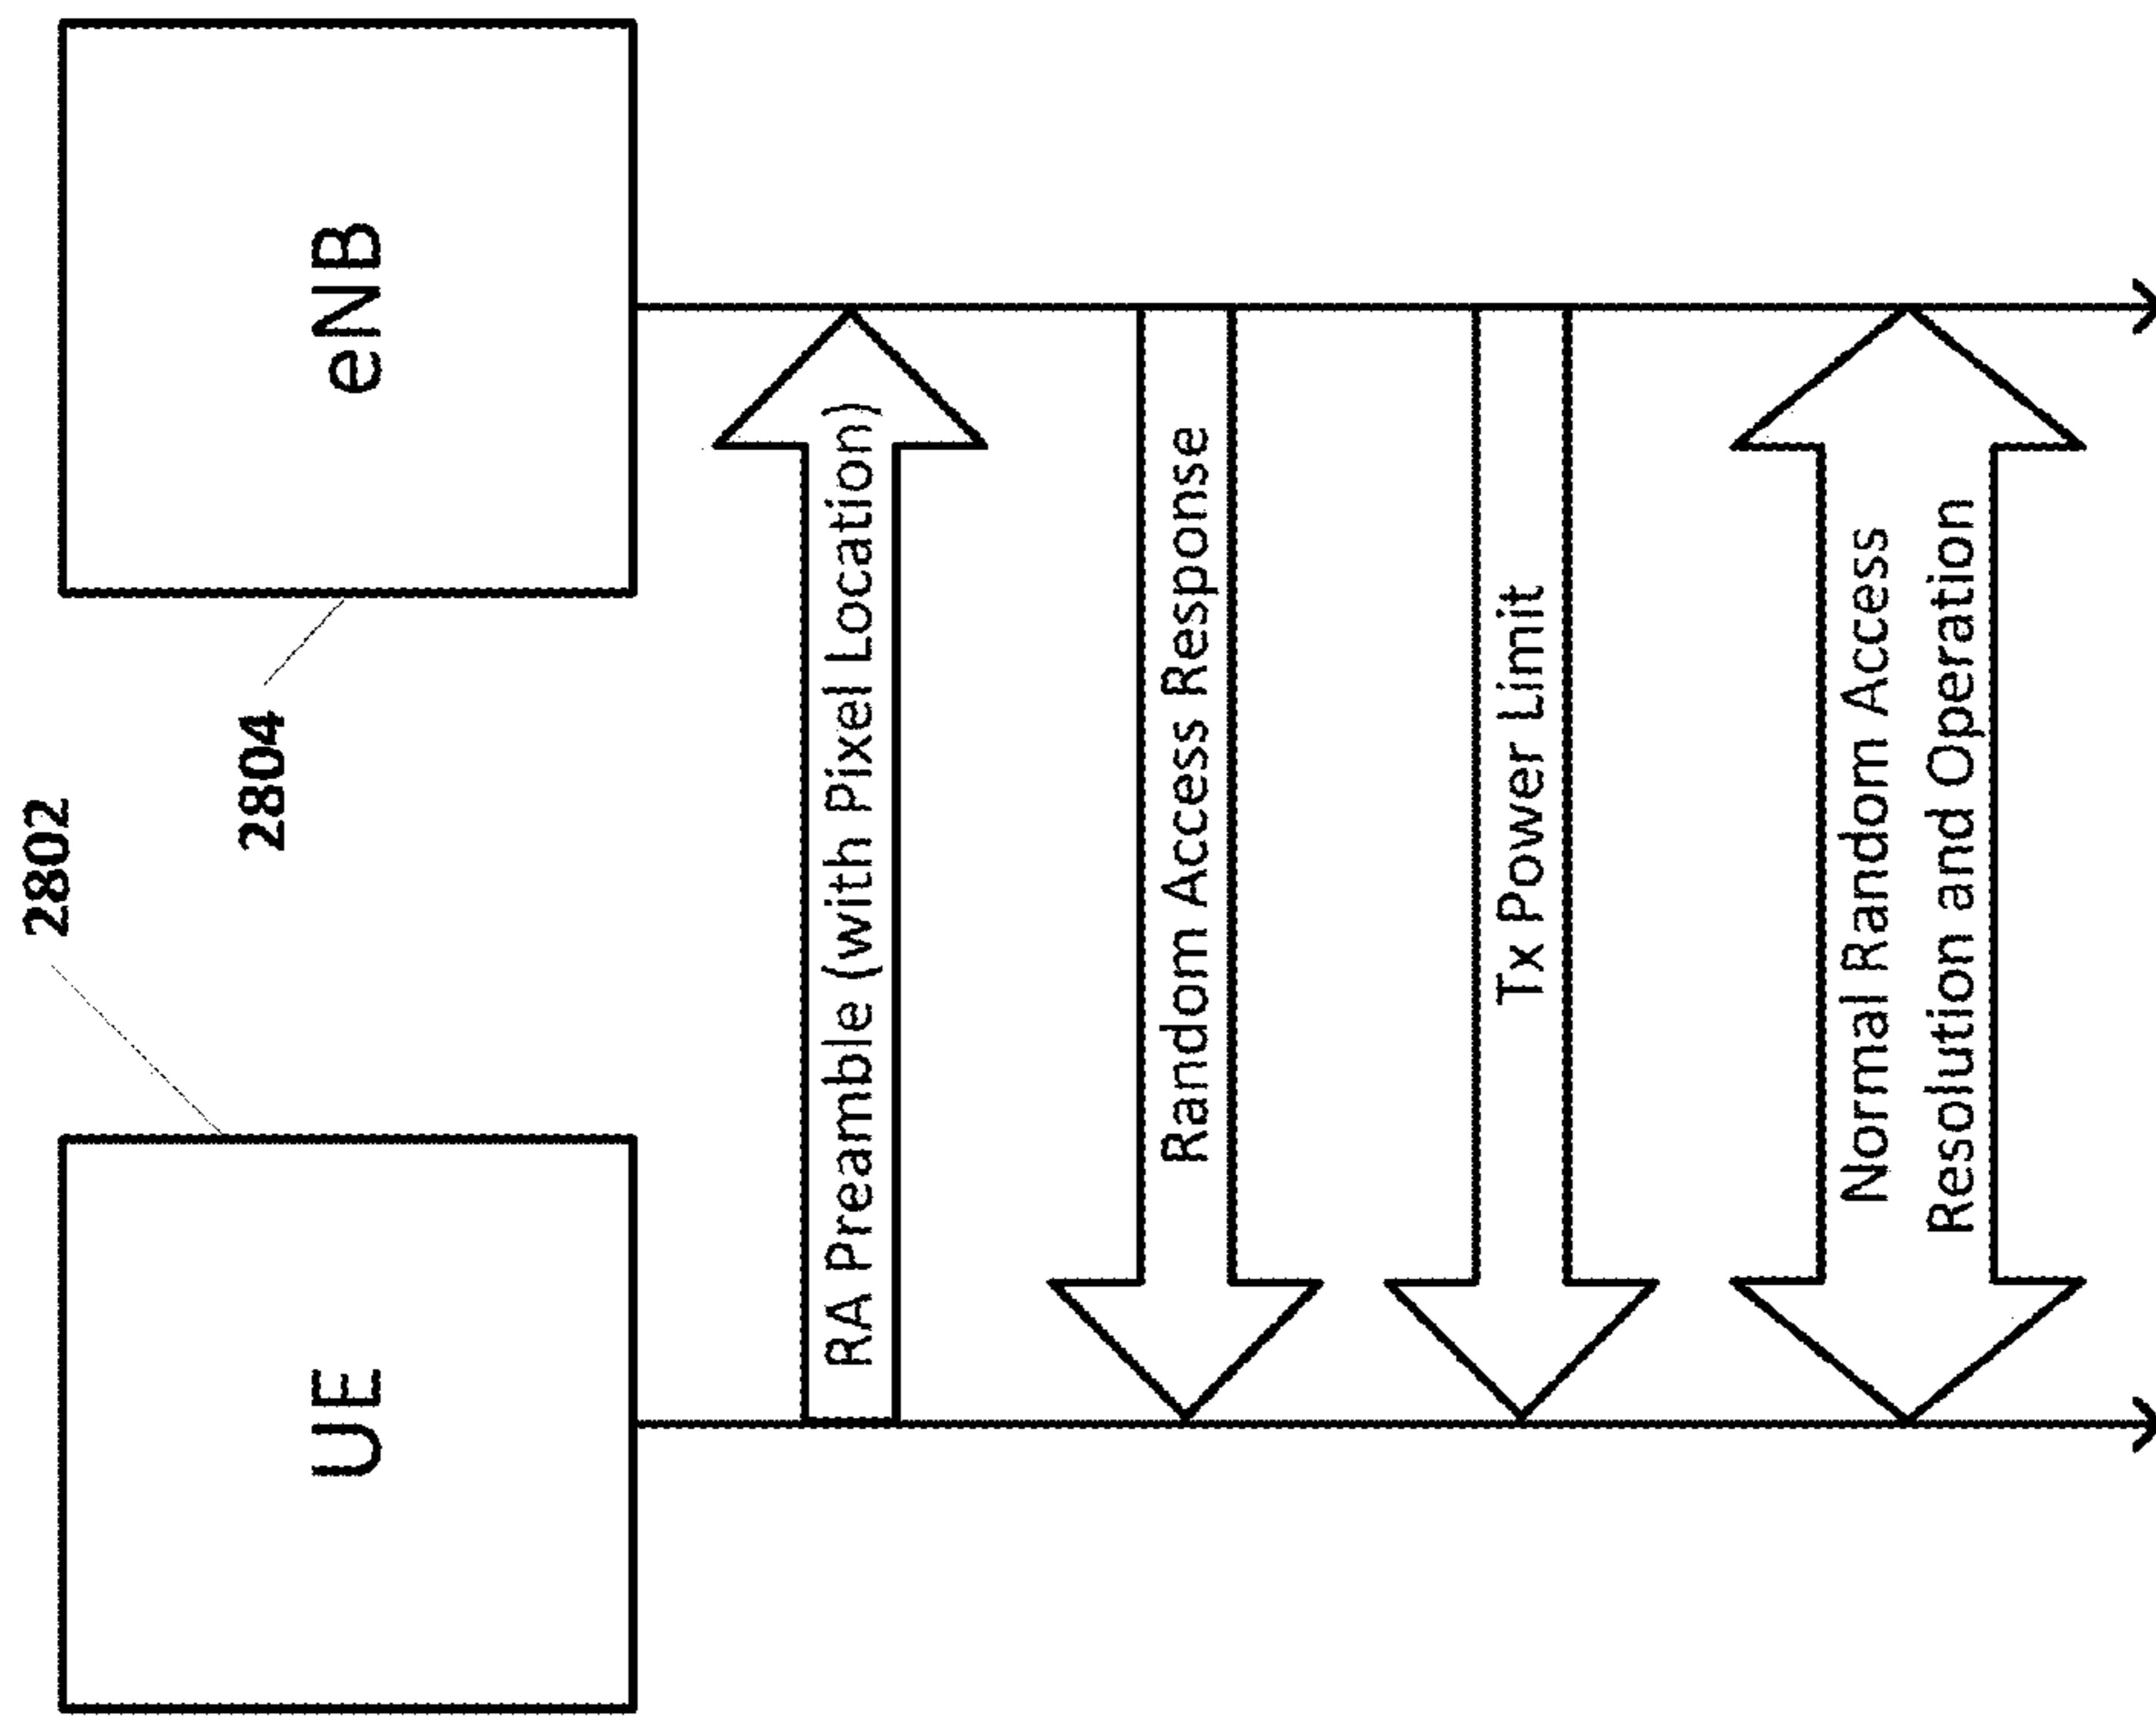 2802
2804
UE
eNB
RA Preamble (with Pixel Location)
Random Access Response
Tx Power Limit
Normal Random Access
Resolution and Operation